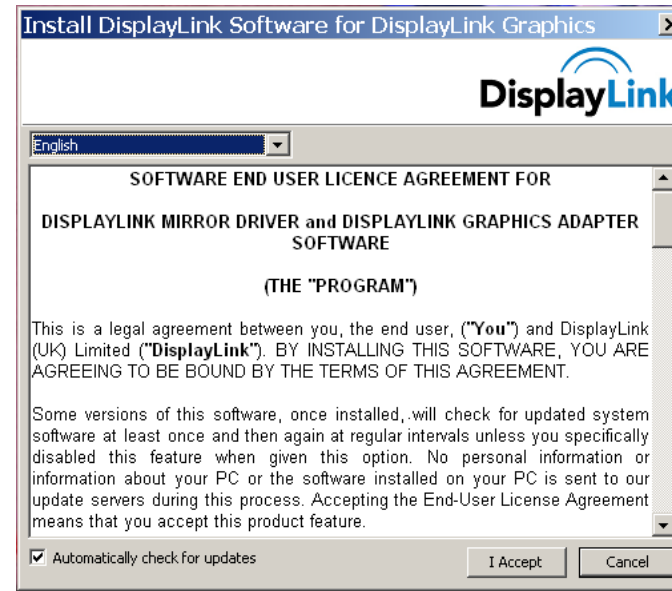 Install DisplayLink Software for DisplayLink Graphics
DisplayLink
English
SOFTWARE END USER LICENCE AGREEMENT FOR
DISPLAYLINK MIRROR DRIVER and DISPLAYLINK GRAPHICS ADAPTER
SOFTWARE
(THE "PROGRAM")
This is a legal agreement between you, the end user, ("You") and DisplayLink
(UK) Limited ("DisplayLink"). BY INSTALLING THIS SOFTWARE, YOU ARE
AGREEING TO BE BOUND BY THE TERMS OF THIS AGREEMENT.
Some versions of this software, once installed, will check for updated system
software at least once and then again at regular intervals unless you specifically
disabled this feature when given this option. No personal information or
information about your PC or the software installed on your PC is sent to our
update servers during this process. Accepting the End-User License Agreement
means that you accept this product feature.
Automatically check for updates
I Accept
Cancel